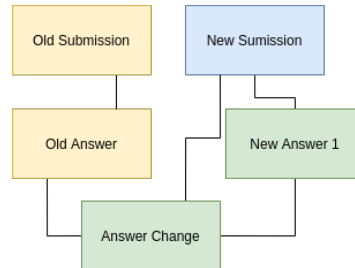 Old Submission
New Sumission
Old Answer
New Answer 1
Answer Change